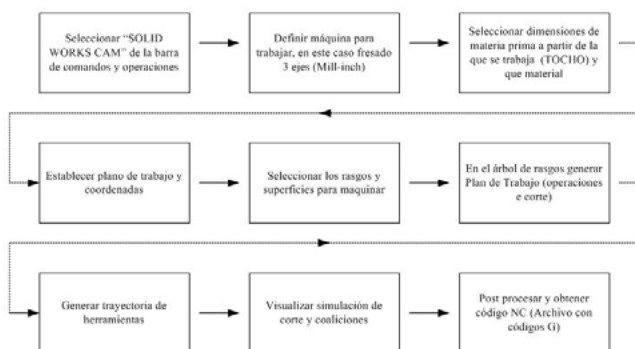 Seleccionar “SOLID
WORKS CAM” de la barra
de comandos y operaciones
Definir máquina para
trabajar, en este caso fresado
3 ejes (Mill-inch)
Seleccionar dimensiones de
materia prima a partir de la
que se trabaja (TOCHO) y
que material
Establecer plano de trabajo y
coordenadas
Seleccionar los rasgos y
superficies para maquinar
En el árbol de rasgos generar
Plan de Trabajo (operaciones
e corte)
Generar trayectoria de
herramientas
Visualizar simulación de
corte y coaliciones
Post procesar y obtener
código NC (Archivo con
códigos G)